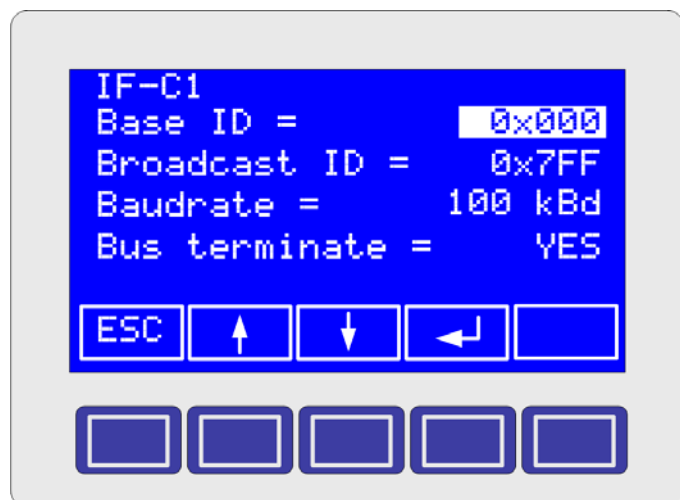 IF-C1
Base ID = 0x000
Broadcast ID = 0x7FF
Baudrate = 100 kBd
Bus terminate = YES
ESC